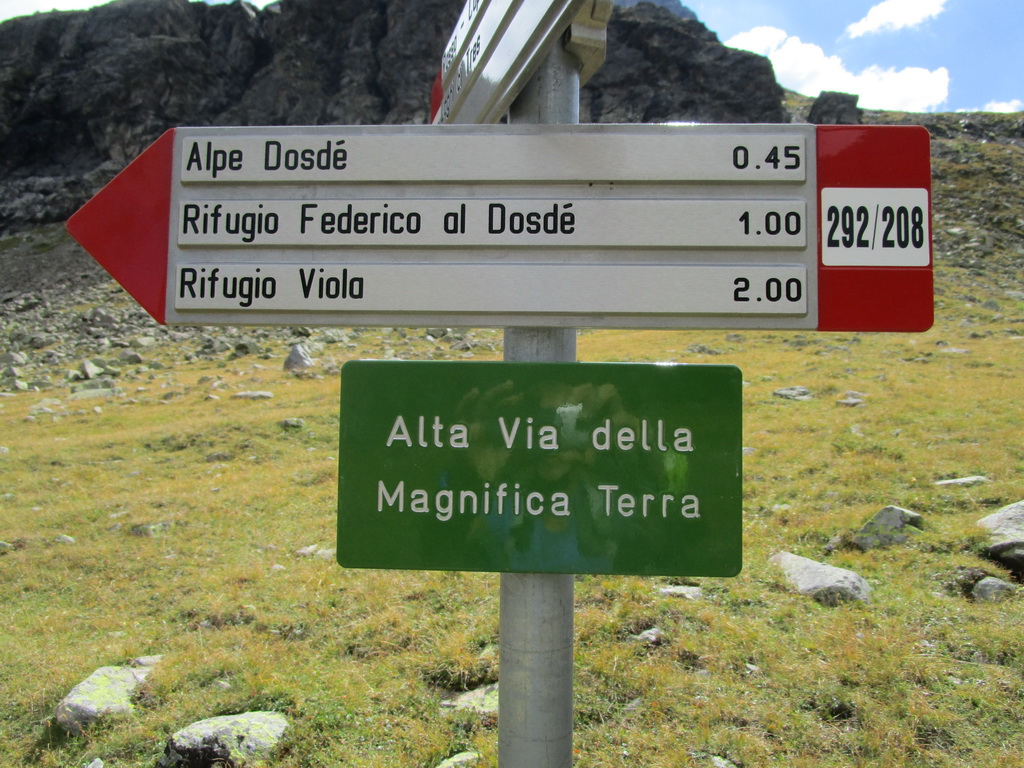 Alpe Dosdé 0.45
Rifugio Federico al Dosdé 1.00
Rifugio Viola 2.00
292/208
Alta Via della
Magnifica Terra